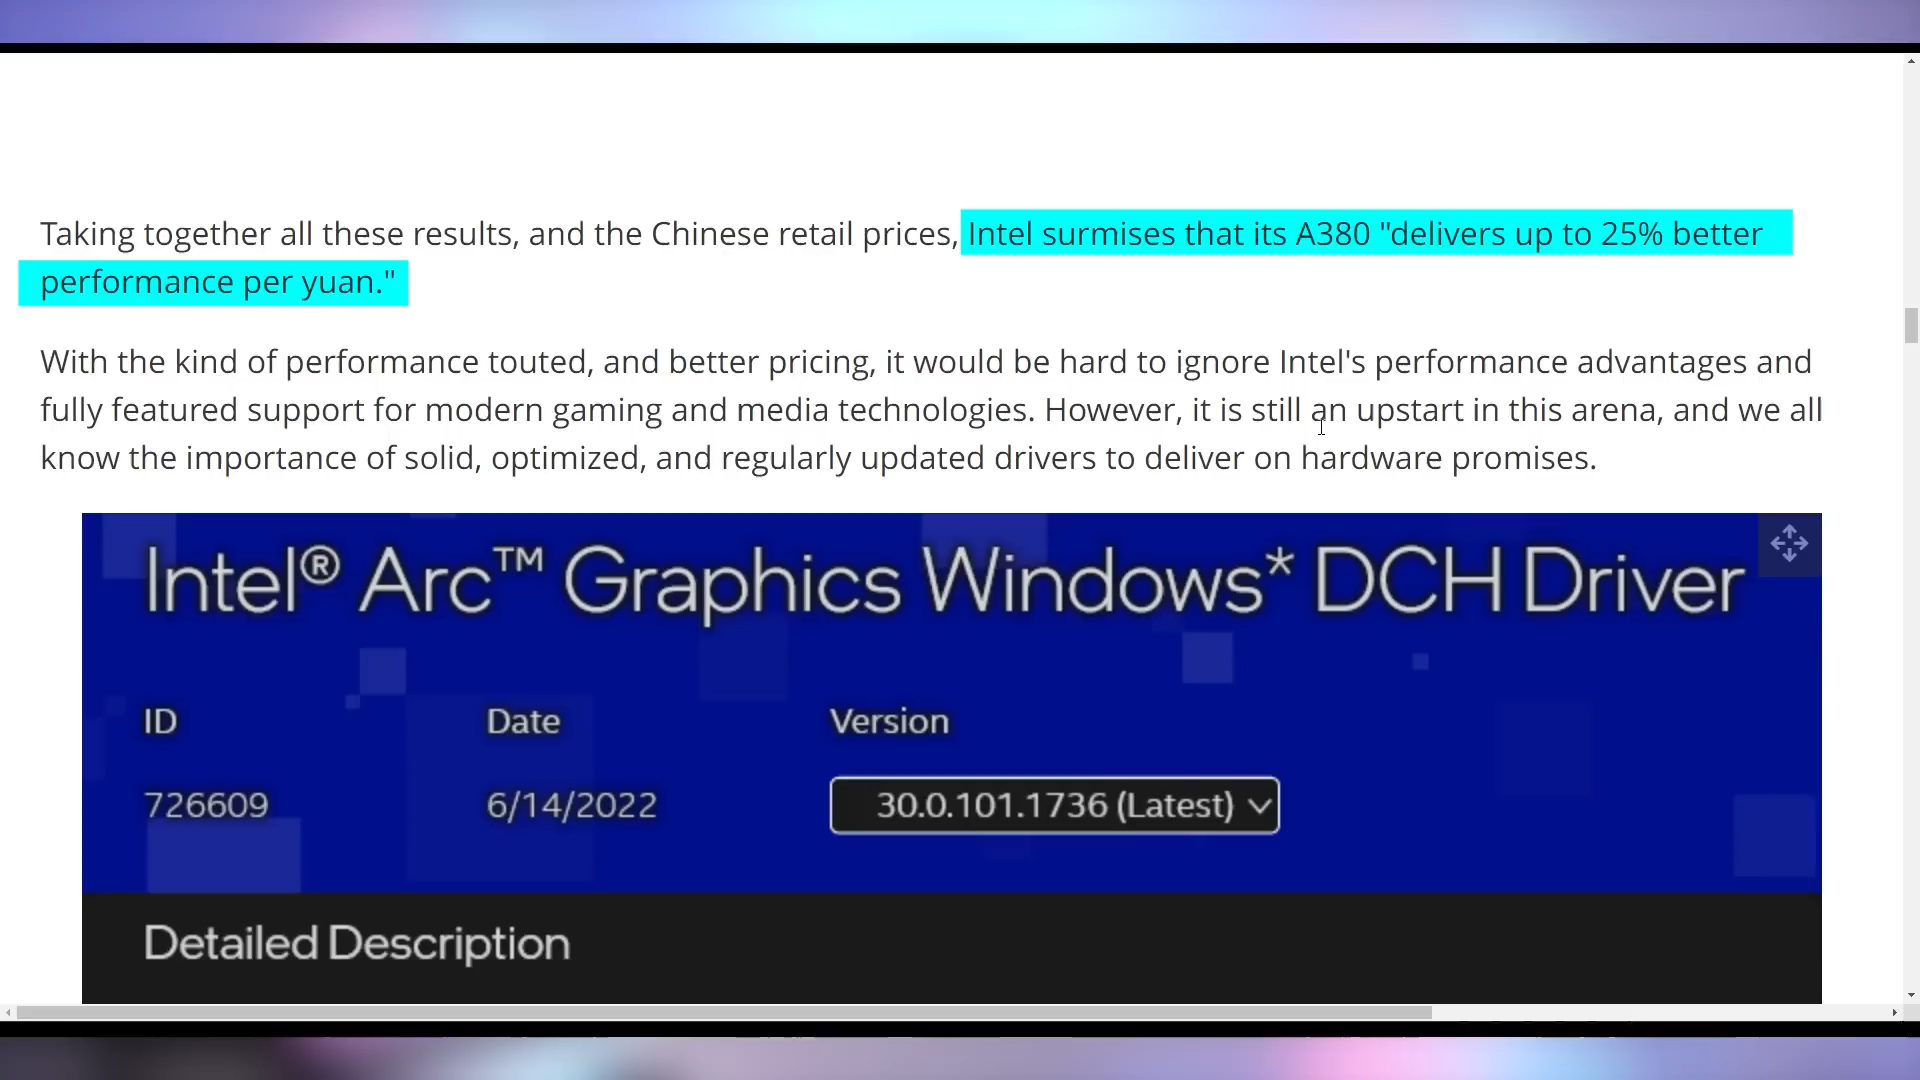 Taking together all these results, and the Chinese retail prices, Intel surmises that its A380 "delivers up to 25% better
performance per yuan."
With the kind of performance touted, and better pricing, it would be hard to ignore Intel's performance advantages and
fully featured support for modern gaming and media technologies. However, it is still an upstart in this arena, and we all
know the importance of solid, optimized, and regularly updated drivers to deliver on hardware promises.
Intel® Arc™ Graphics Windows* DCH Driver
ID Date Version
726609 6/14/2022 30.0.101.1736 (Latest)
Detailed Description